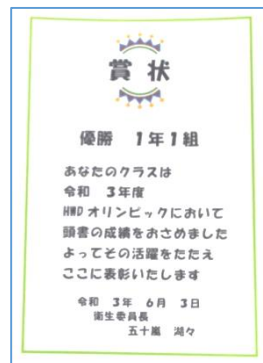 賞状
優勝 1年1組
あなたのクラスは
令和 3年度
HWDオリンピックにおいて
頭書の成績をおさめました
よってその活躍をたたえ
ここに表彰いたします
令和 3年 6月 3日
衛生委員長
五十嵐 湖々